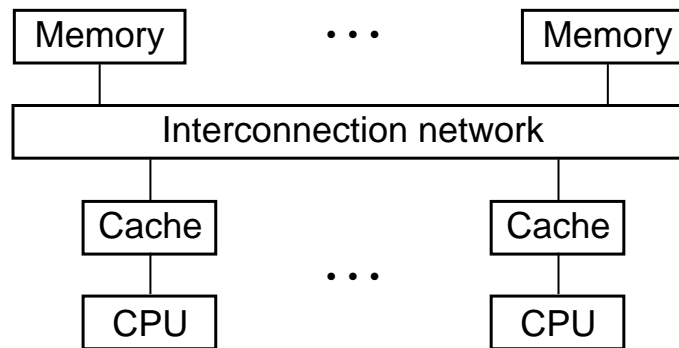 Memory ... Memory
Interconnection network
Cache Cache
...
CPU CPU